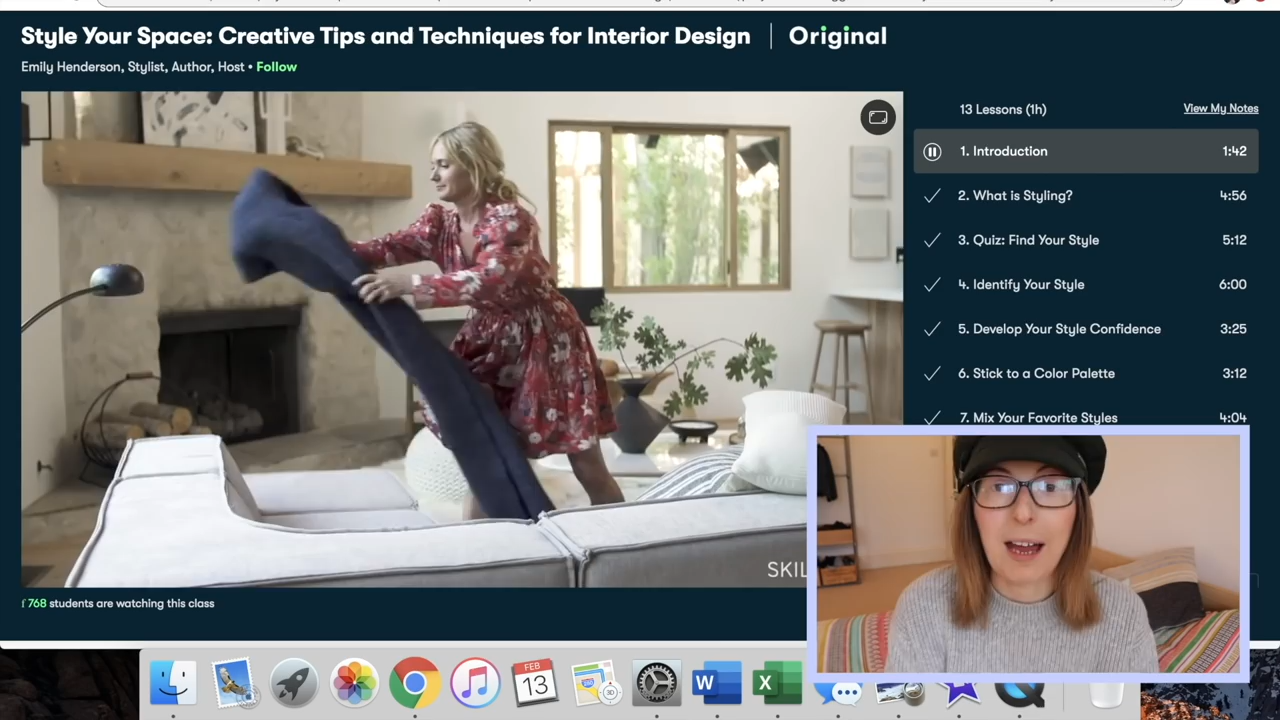 Style Your Space: Creative Tips and Techniques for Interior Design | Original
Emily Henderson, Stylist, Author, Host • Follow
13 Lessons (1h)
View My Notes
1. Introduction 1:42
2. What is Styling? 4:56
3. Quiz: Find Your Style 5:12
4. Identify Your Style 6:00
5. Develop Your Style Confidence 3:25
6. Stick to a Color Palette 3:12
7. Mix Your Favorite Styles 4:04
SKIL
768 students are watching this class
FEB
13
3D
W
X